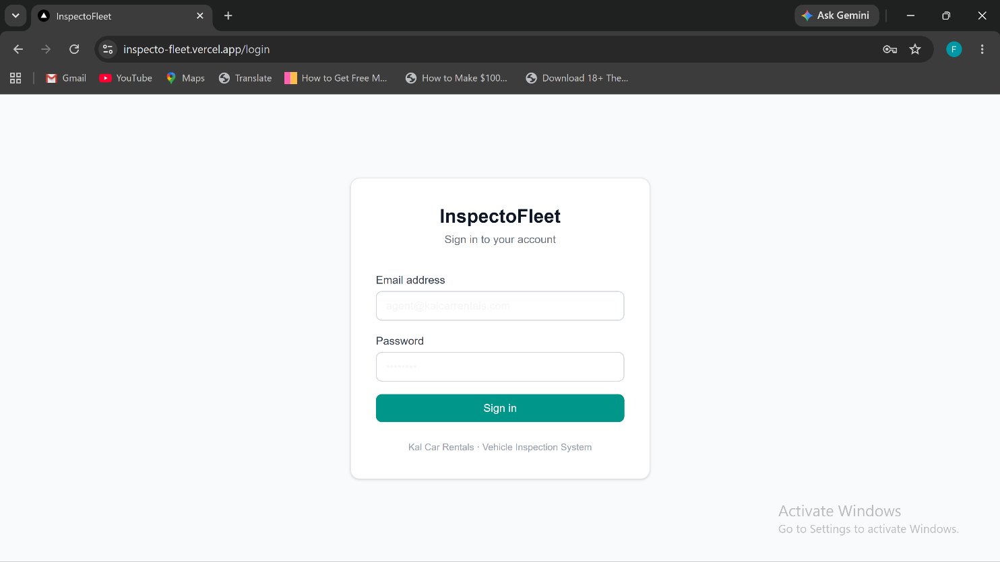 InspectoFleet
Ask Gemini
inspecto-fleet.vercel.app/login
F
Gmail
YouTube
Maps
Translate
How to Get Free M...
How to Make $100...
Download 18+ The...
InspectoFleet
Sign in to your account
Email address
agent@kalcarrentals.com
Password
••••••••
Sign in
Kal Car Rentals · Vehicle Inspection System
Activate Windows
Go to Settings to activate Windows.